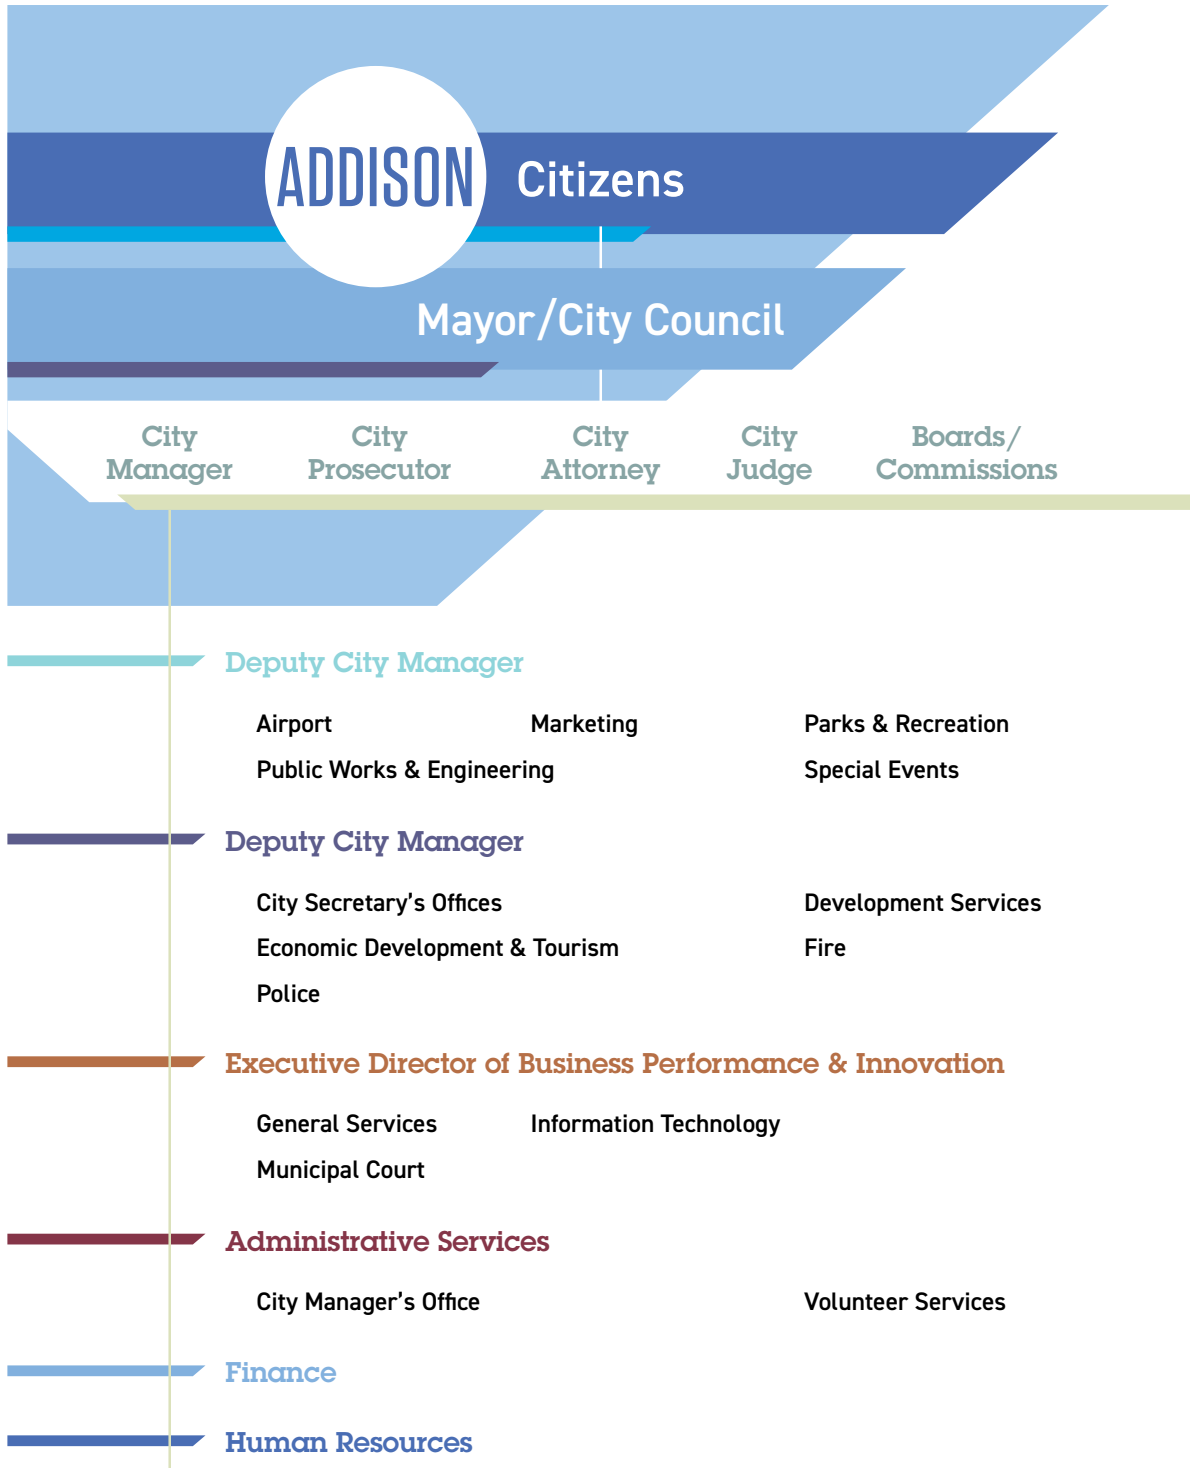 ADDISON Citizens
Mayor/City Council
City Manager
City Prosecutor
City Attorney
City Judge
Boards/ Commissions
Deputy City Manager
Airport Marketing Parks & Recreation
Public Works & Engineering Special Events
Deputy City Manager
City Secretary’s Offices Development Services
Economic Development & Tourism Fire
Police
Executive Director of Business Performance & Innovation
General Services Information Technology
Municipal Court
Administrative Services
City Manager’s Office Volunteer Services
Finance
Human Resources